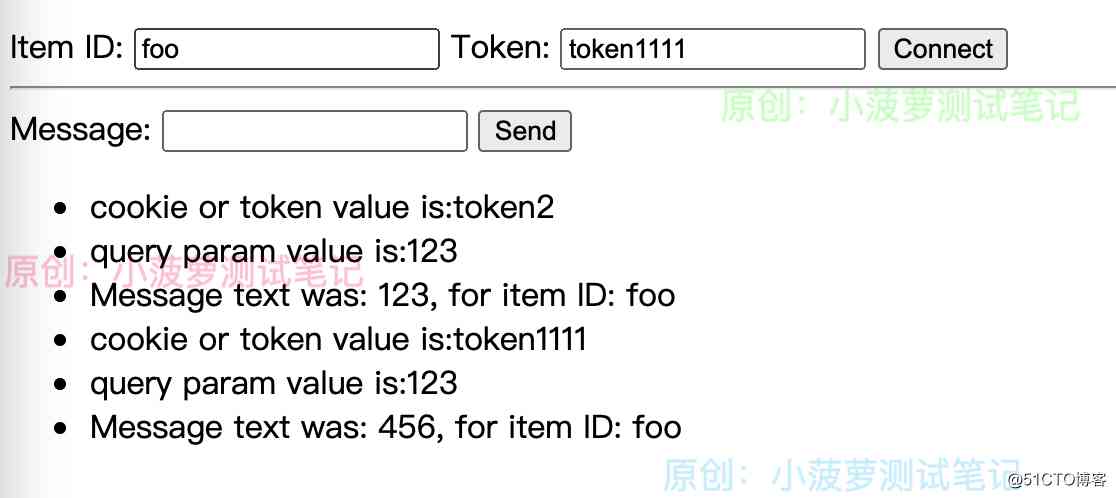 Item ID: foo Token: token1111 Connect
原创：小菠萝测试笔记
Message: Send
cookie or token value is:token2
query param value is:123
原创：小菠萝测试笔记
Message text was: 123, for item ID: foo
cookie or token value is:token1111
query param value is:123
Message text was: 456, for item ID: foo
原创：小菠萝测试笔记
@51CTO博客